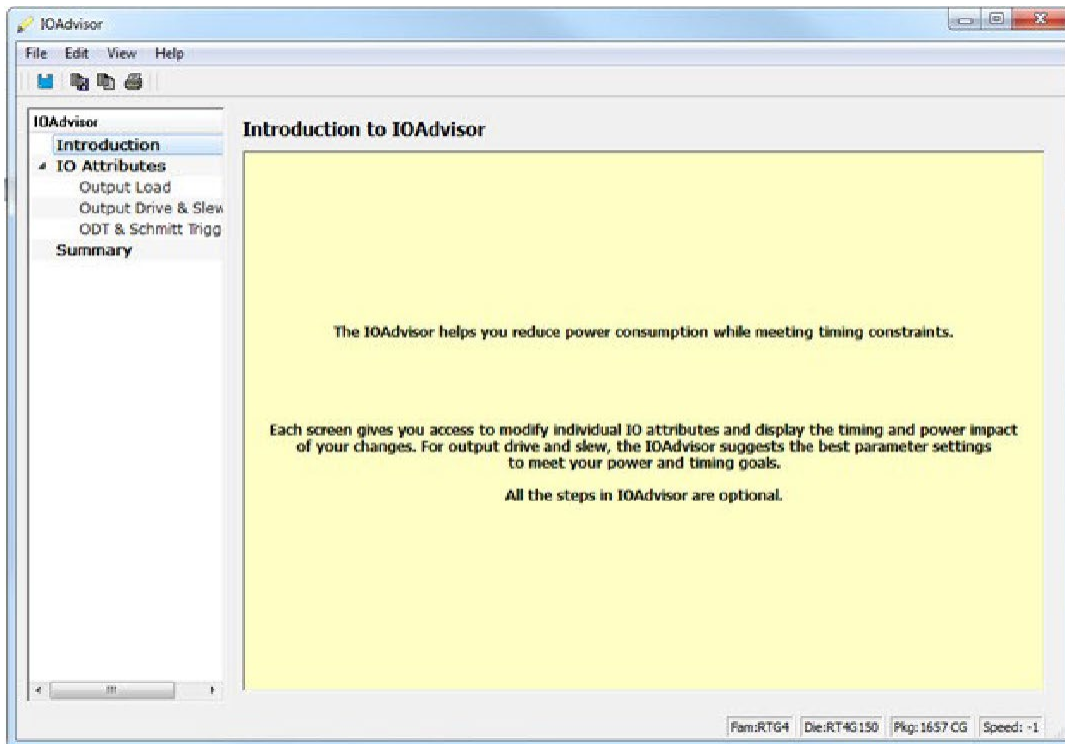 IOAdvisor
File Edit View Help
IOAdvisor
Introduction
IO Attributes
Output Load
Output Drive & Slew
ODT & Schmitt Trigg
Summary
Introduction to IOAdvisor
The IOAdvisor helps you reduce power consumption while meeting timing constraints.
Each screen gives you access to modify individual IO attributes and display the timing and power impact
of your changes. For output drive and slew, the IOAdvisor suggests the best parameter settings
to meet your power and timing goals.
All the steps in IOAdvisor are optional.
Fam:RTG4 Die:RT4G150 Pkg:1657 CG Speed: -1